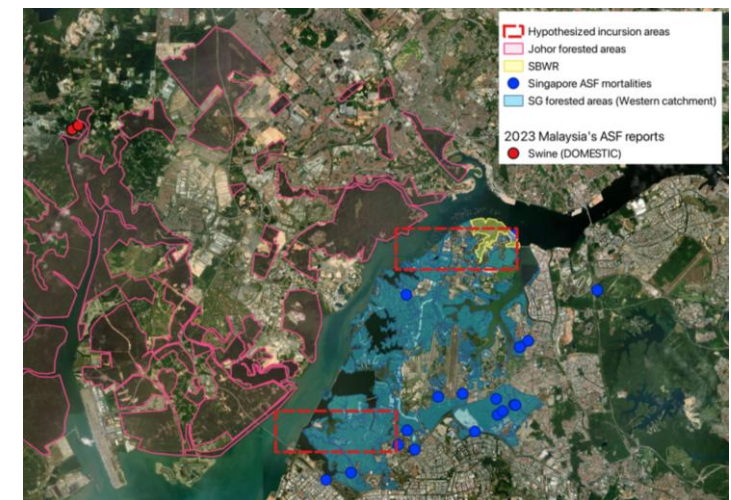 Hypothesized incursion areas
Johor forested areas
SBWR
Singapore ASF mortalities
SG forested areas (Western catchment)
2023 Malaysia's ASF reports
Swine (DOMESTIC)